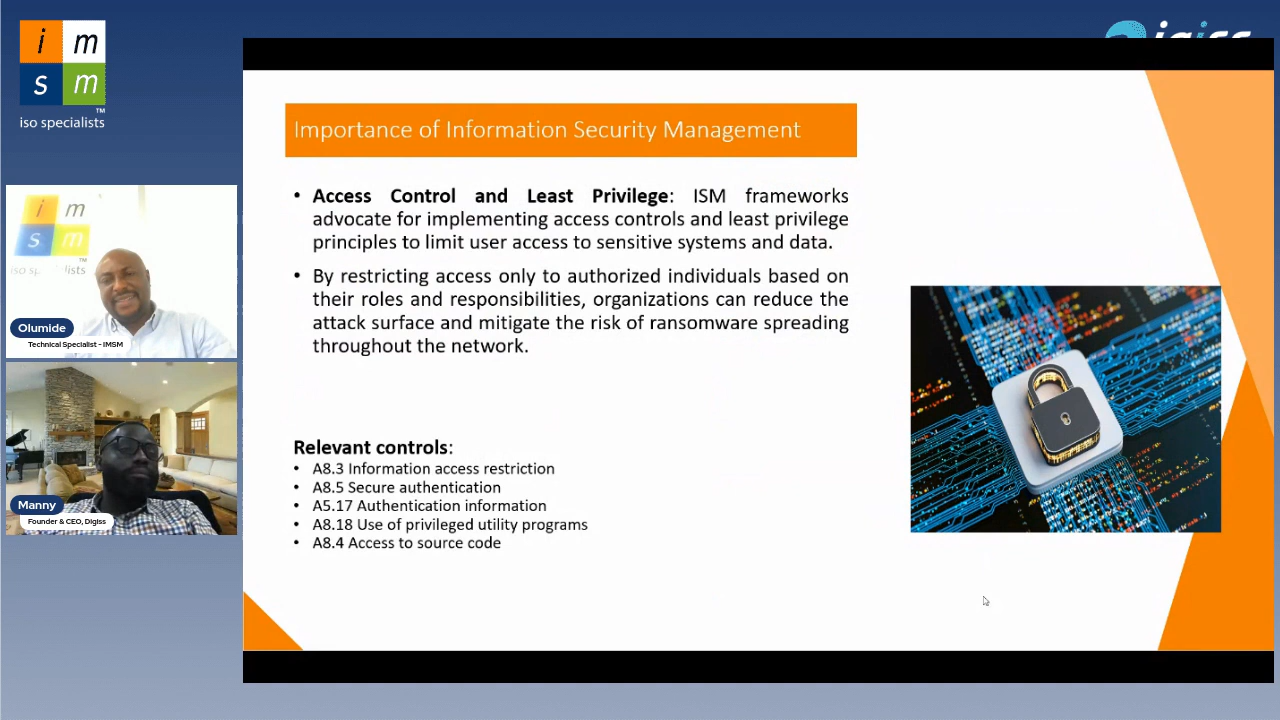 i m
s m
™
iso specialists
digiss
Importance of Information Security Management
• Access Control and Least Privilege: ISM frameworks
advocate for implementing access controls and least privilege
principles to limit user access to sensitive systems and data.
• By restricting access only to authorized individuals based on
their roles and responsibilities, organizations can reduce the
attack surface and mitigate the risk of ransomware spreading
throughout the network.
Relevant controls:
• A8.3 Information access restriction
• A8.5 Secure authentication
• A5.17 Authentication information
• A8.18 Use of privileged utility programs
• A8.4 Access to source code
i m
s m
iso specialists
Olumide
Technical Specialist - IMSM
Manny
Founder & CEO, Digiss